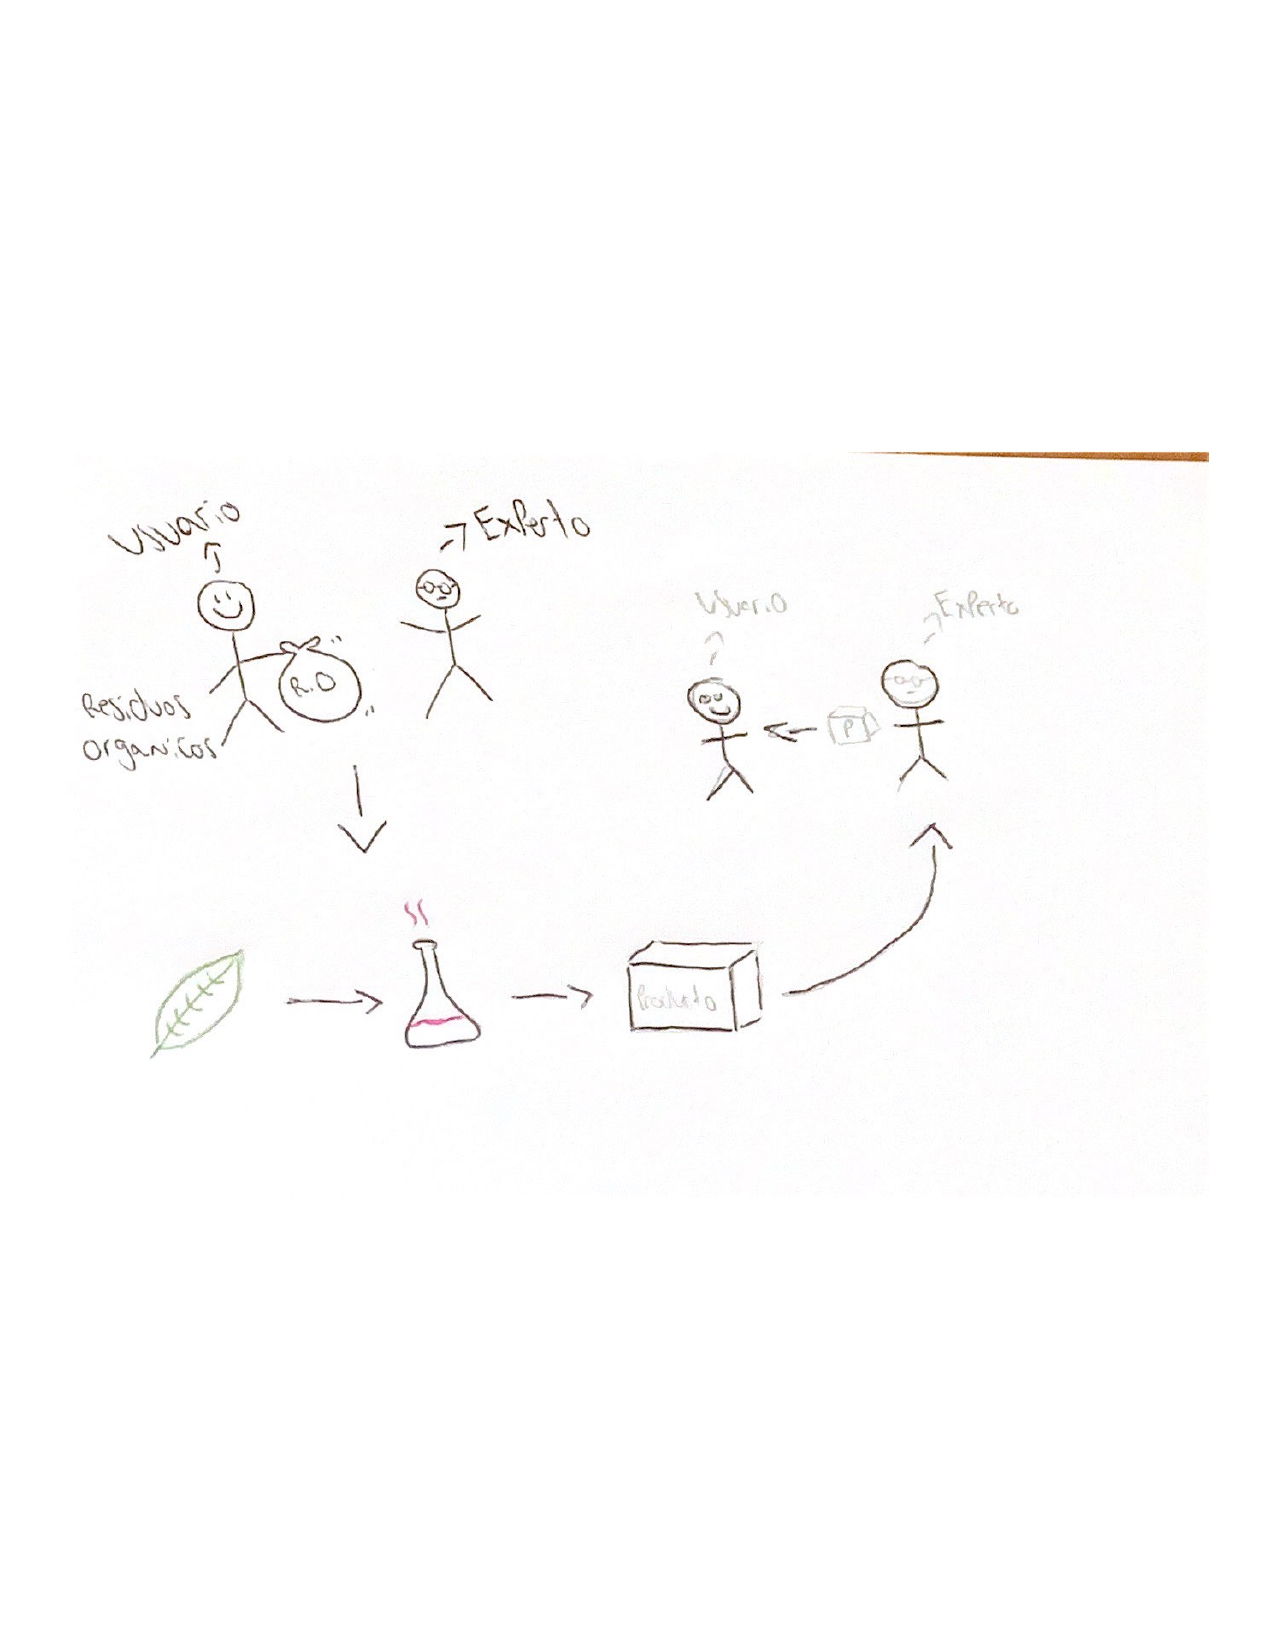 Usuario
Experto
R.O
Residuos
organicos
Usuario
Experto
P
Producto